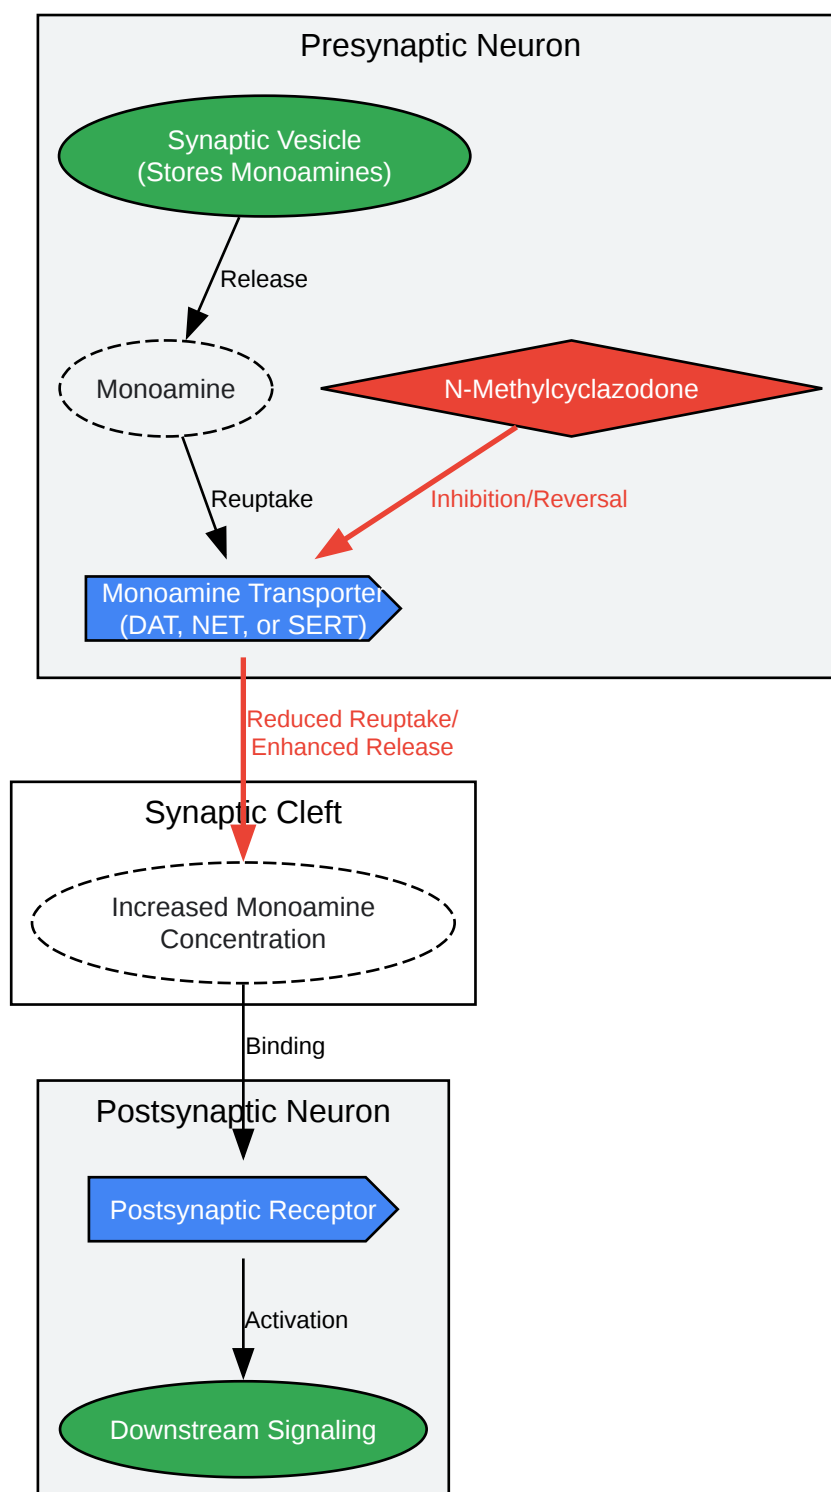 Presynaptic Neuron
Synaptic Vesicle
(Stores Monoamines)
Release
Monoamine
N-Methylcyclazodone
Reuptake
Inhibition/Reversal
Monoamine Transporter
(DAT, NET, or SERT)
Reduced Reuptake/
Enhanced Release
Synaptic Cleft
Increased Monoamine
Concentration
Binding
Postsynaptic Neuron
Postsynaptic Receptor
Activation
Downstream Signaling